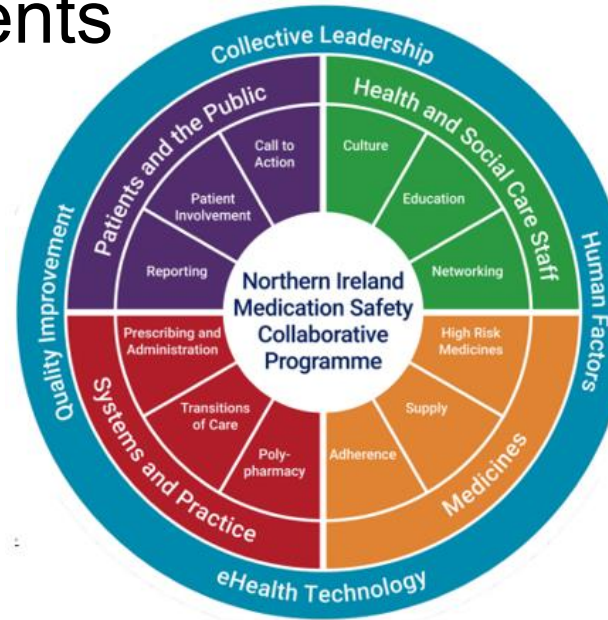 ents
Collective Leadership
Patients and the Public
Health and Social Care Staff
Call to
Action
Culture
Patient
Involvement
Education
Reporting
Networking
Quality Improvement
Human Factors
Northern Ireland
Medication Safety
Collaborative
Programme
Prescribing and
Administration
High Risk
Medicines
Transitions
of Care
Supply
Poly-
pharmacy
Adherence
Systems and Practice
Medicines
eHealth Technology